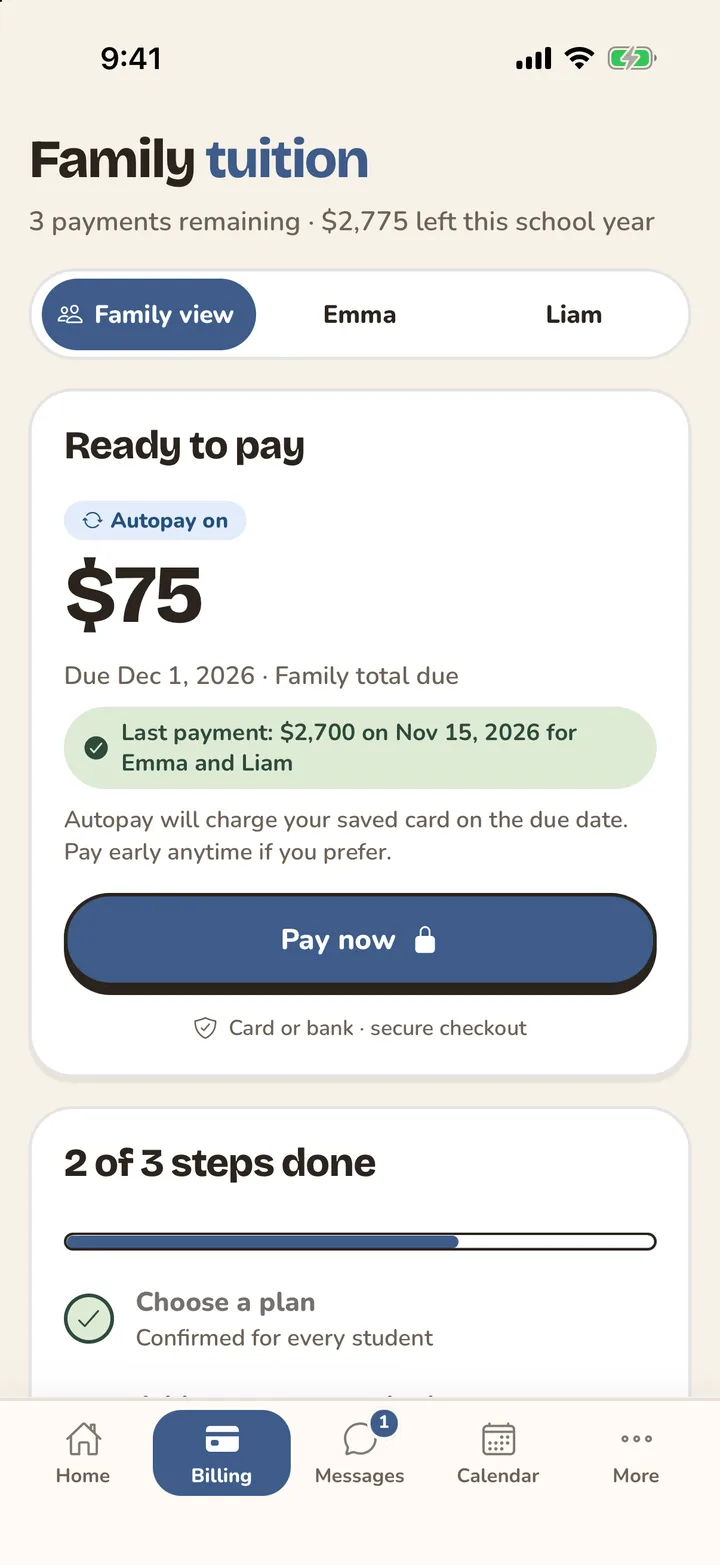 9:41
Family tuition
3 payments remaining · $2,775 left this school year
Family view
Emma
Liam
Ready to pay
Autopay on
$75
Due Dec 1, 2026 · Family total due
Last payment: $2,700 on Nov 15, 2026 for
Emma and Liam
Autopay will charge your saved card on the due date.
Pay early anytime if you prefer.
Pay now
Card or bank · secure checkout
2 of 3 steps done
Choose a plan
Confirmed for every student
1
Home
Billing
Messages
Calendar
More